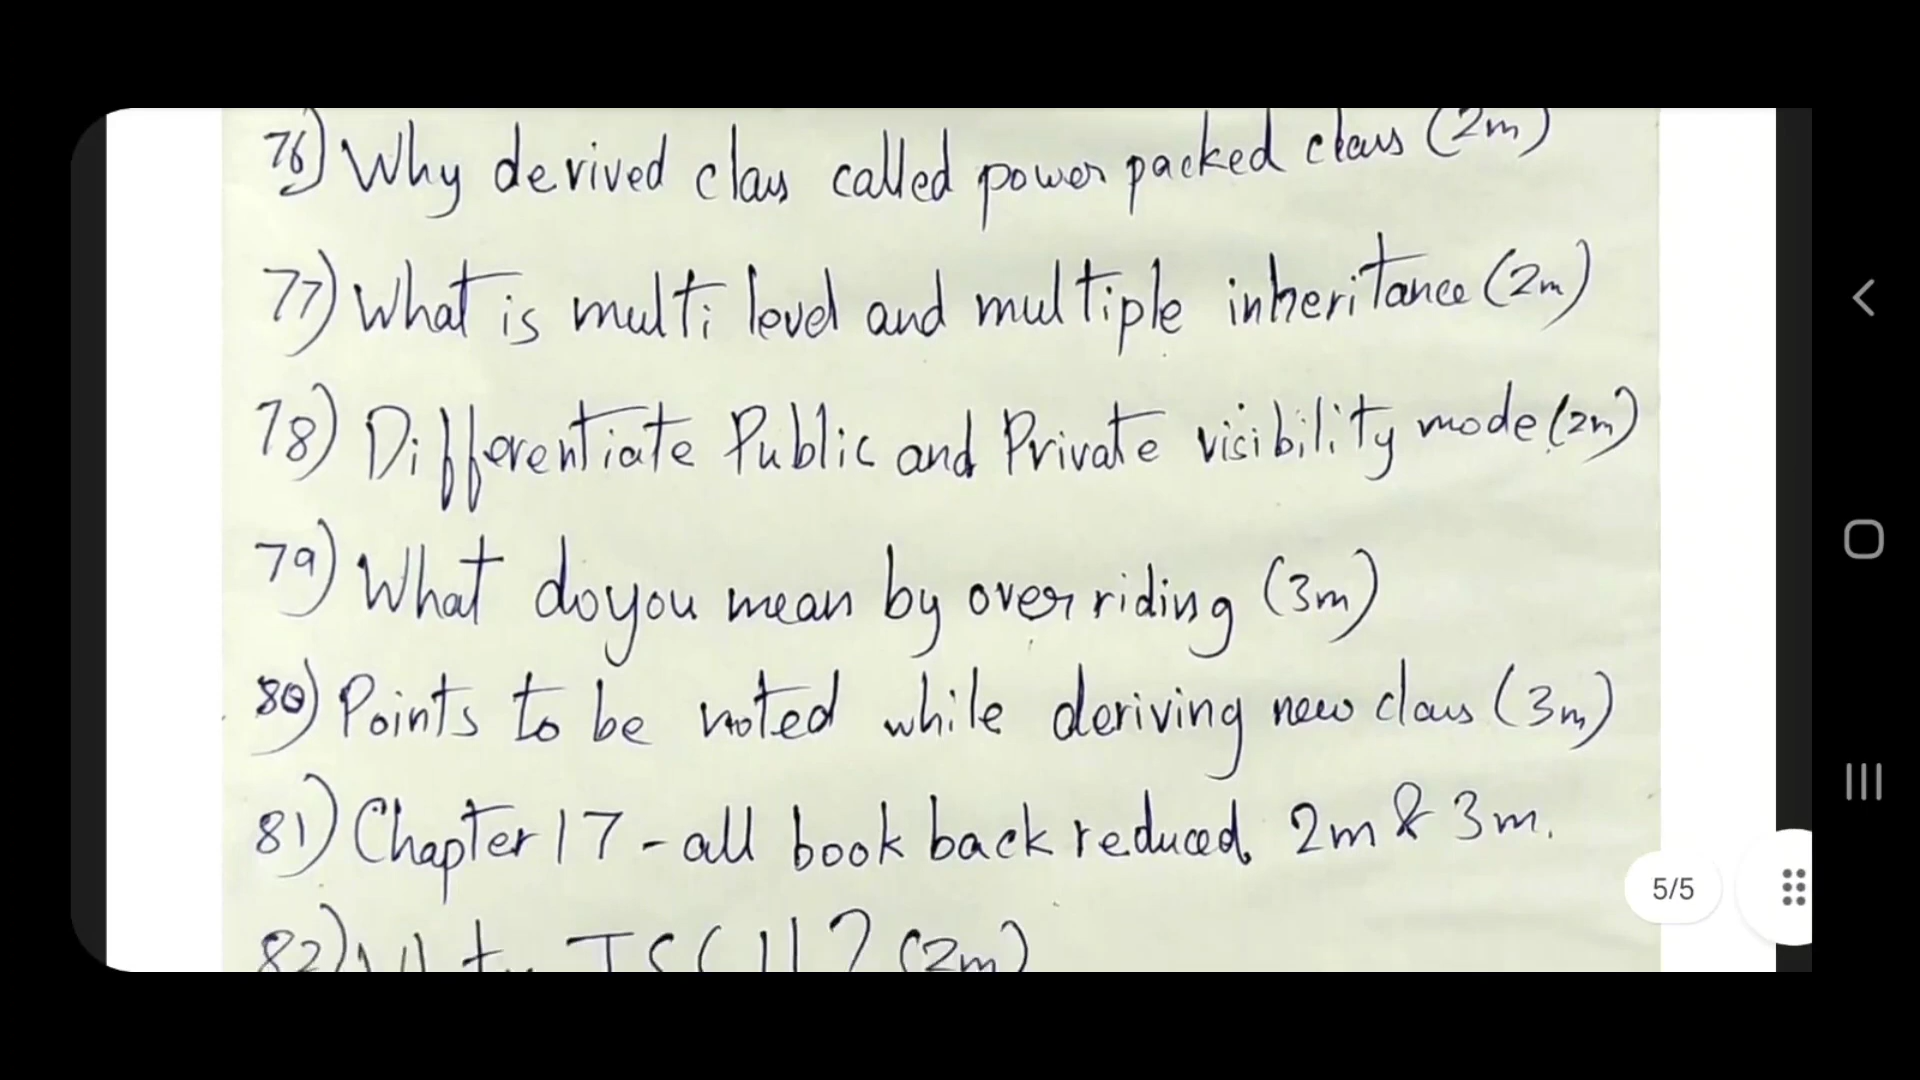 76) Why derived class called power packed class (2m)
77) What is multi level and multiple inheritance (2m)
78) Differentiate Public and Private visibility mode (2m)
79) What do you mean by over riding (3m)
80) Points to be noted while deriving new class (3m)
81) Chapter 17 - all book back reduced 2m & 3m.
5/5
82) (2m)